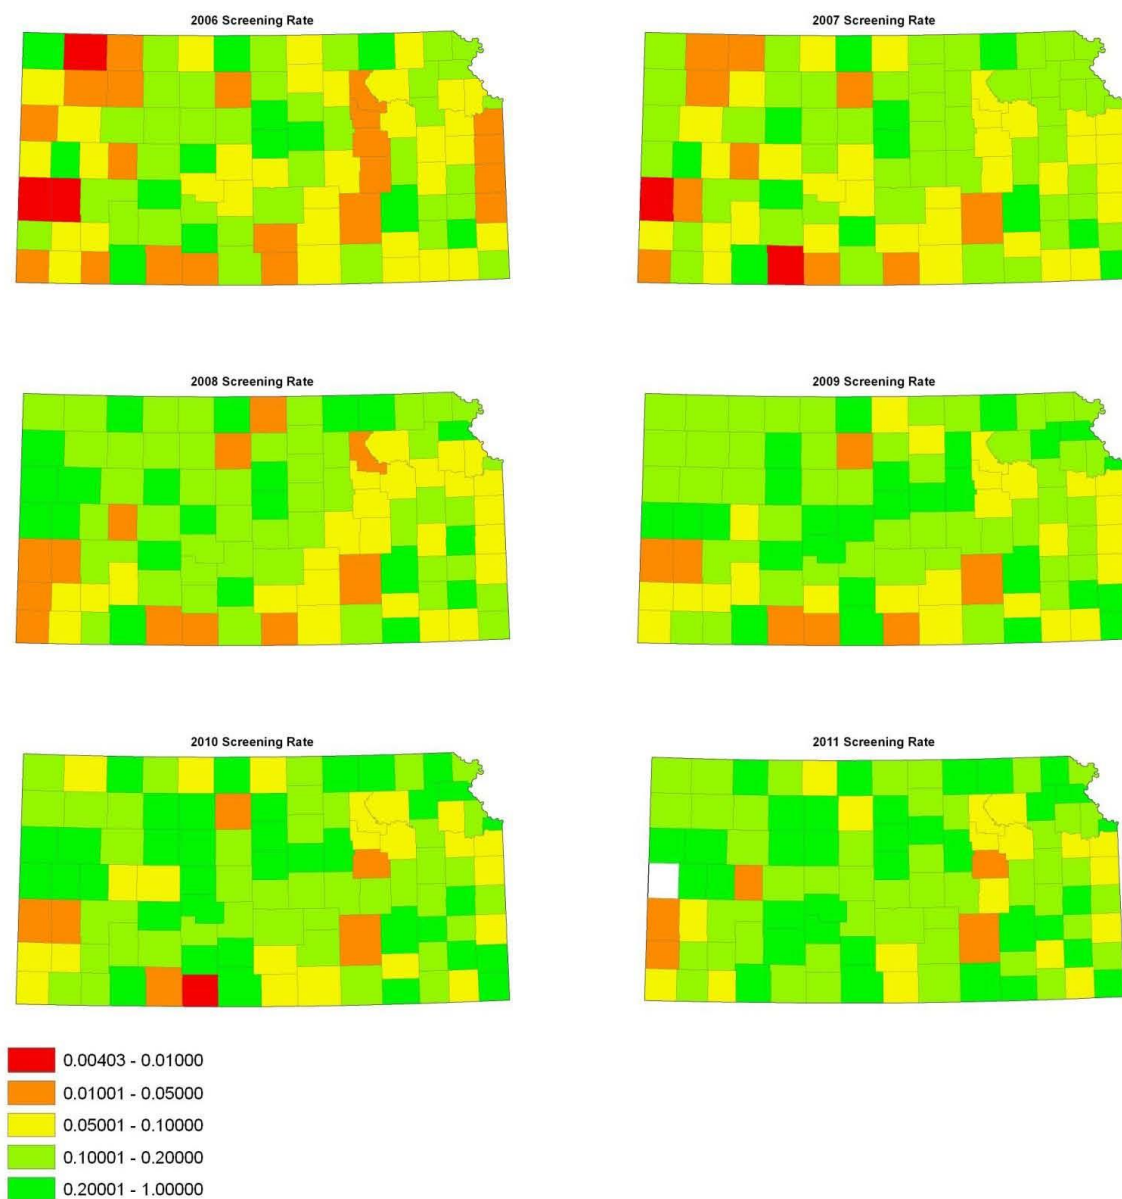 2006 Screening Rate
2007 Screening Rate
2008 Screening Rate
2009 Screening Rate
2010 Screening Rate
2011 Screening Rate
0.00403 - 0.01000
0.01001 - 0.05000
0.05001 - 0.10000
0.10001 - 0.20000
0.20001 - 1.00000